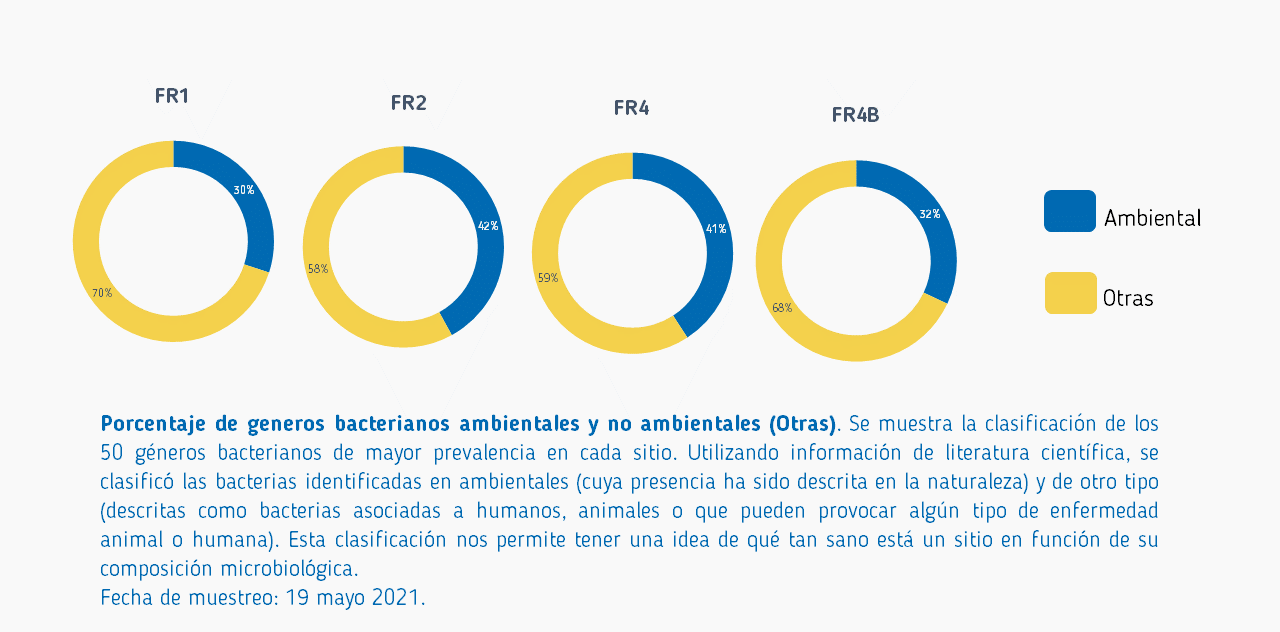 FR1
FR2
FR4
FR4B
30%
70%
42%
58%
41%
59%
32%
68%
Ambiental
Otras
Porcentaje de generos bacterianos ambientales y no ambientales (Otras). Se muestra la clasificación de los
50 géneros bacterianos de mayor prevalencia en cada sitio. Utilizando información de literatura científica, se
clasificó las bacterias identificadas en ambientales (cuya presencia ha sido descrita en la naturaleza) y de otro tipo
(descritas como bacterias asociadas a humanos, animales o que pueden provocar algún tipo de enfermedad
animal o humana). Esta clasificación nos permite tener una idea de qué tan sano está un sitio en función de su
composición microbiológica.
Fecha de muestreo: 19 mayo 2021.